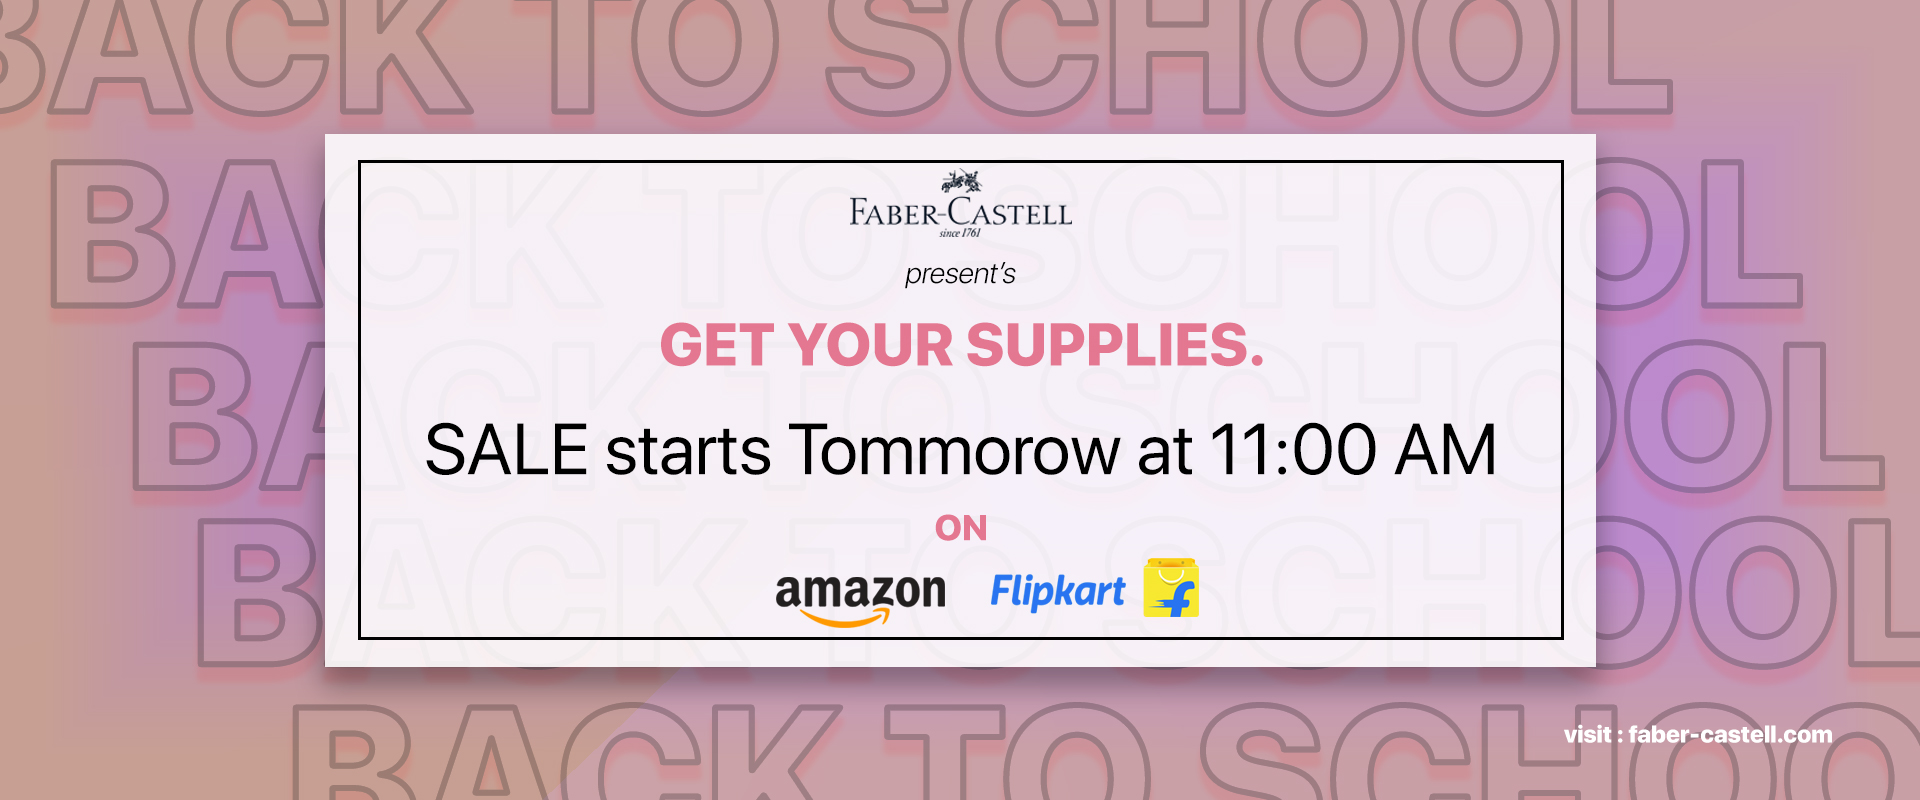 BACK TO SCHOOL
BACK TO SCHOOL
FABER-CASTELL
since 1761
present's
GET YOUR SUPPLIES.
BACK TO SCHOOL
SALE starts Tommorow at 11:00 AM
ON
BACK TO SCHOOL
amazon
Flipkart
f
BACK TO SCHOO
visit : faber-castell.com